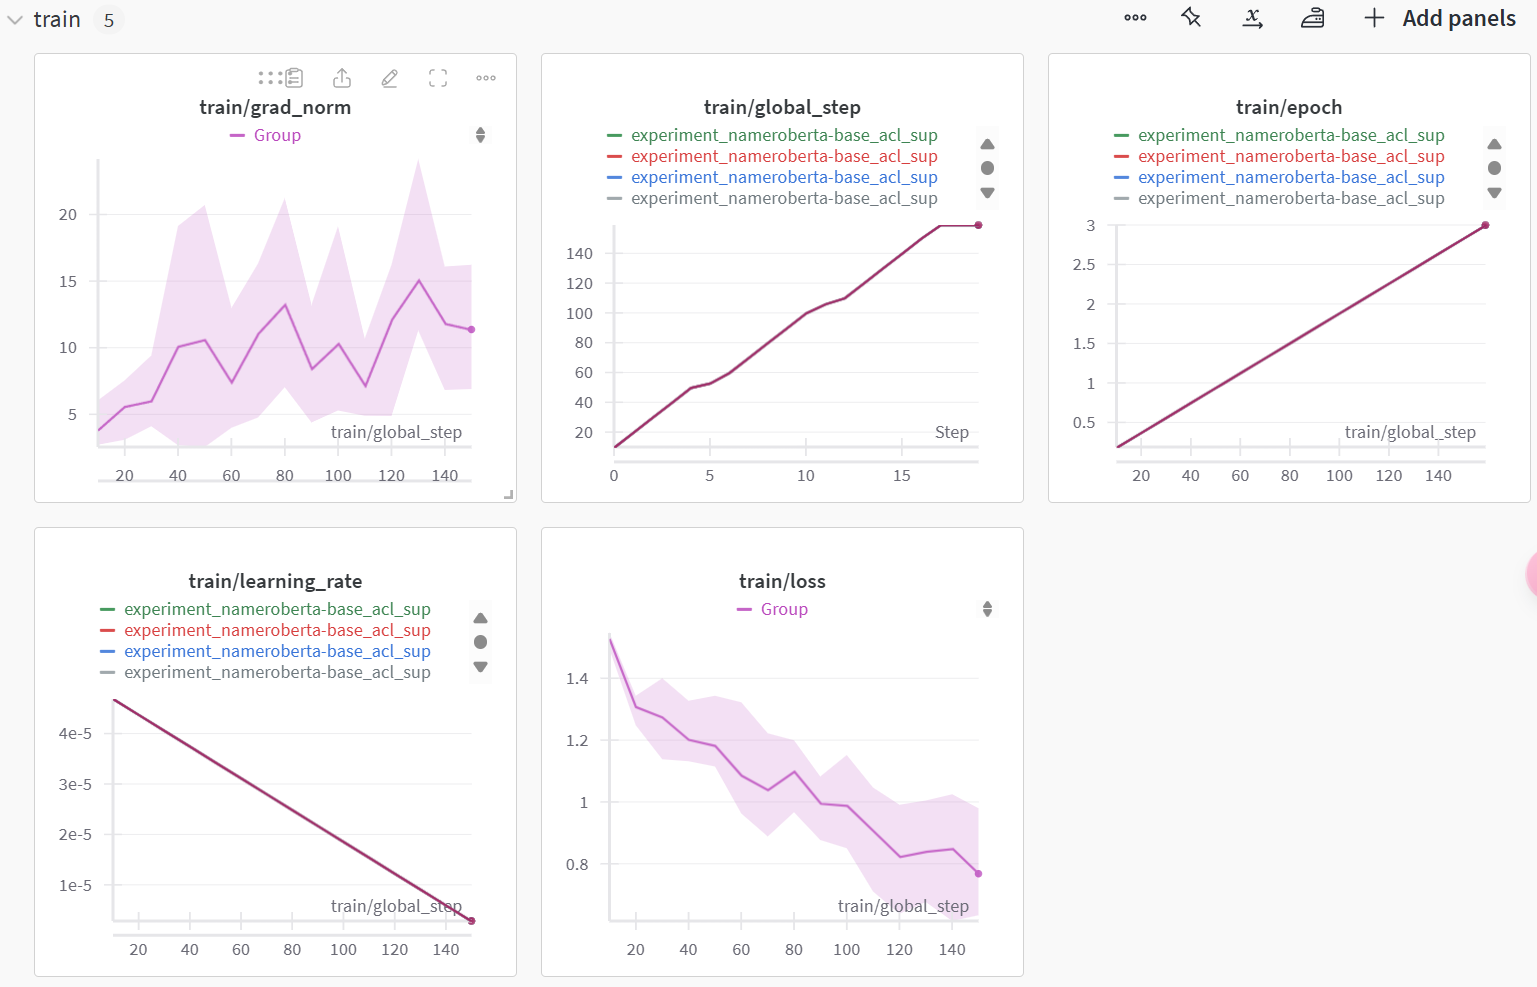 train 5
Add panels
train/grad_norm
Group
20
15
10
5
train/global_step
20 40 60 80 100 120 140
train/global_step
experiment_nameroberta-base_acl_sup
experiment_nameroberta-base_acl_sup
experiment_nameroberta-base_acl_sup
experiment_nameroberta-base_acl_sup
140
120
100
80
60
40
20
Step
0 5 10 15
train/epoch
experiment_nameroberta-base_acl_sup
experiment_nameroberta-base_acl_sup
experiment_nameroberta-base_acl_sup
experiment_nameroberta-base_acl_sup
3
2.5
2
1.5
1
0.5
train/global_step
20 40 60 80 100 120 140
train/learning_rate
experiment_nameroberta-base_acl_sup
experiment_nameroberta-base_acl_sup
experiment_nameroberta-base_acl_sup
experiment_nameroberta-base_acl_sup
4e-5
3e-5
2e-5
1e-5
train/global_step
20 40 60 80 100 120 140
train/loss
Group
1.4
1.2
1
0.8
train/global_step
20 40 60 80 100 120 140